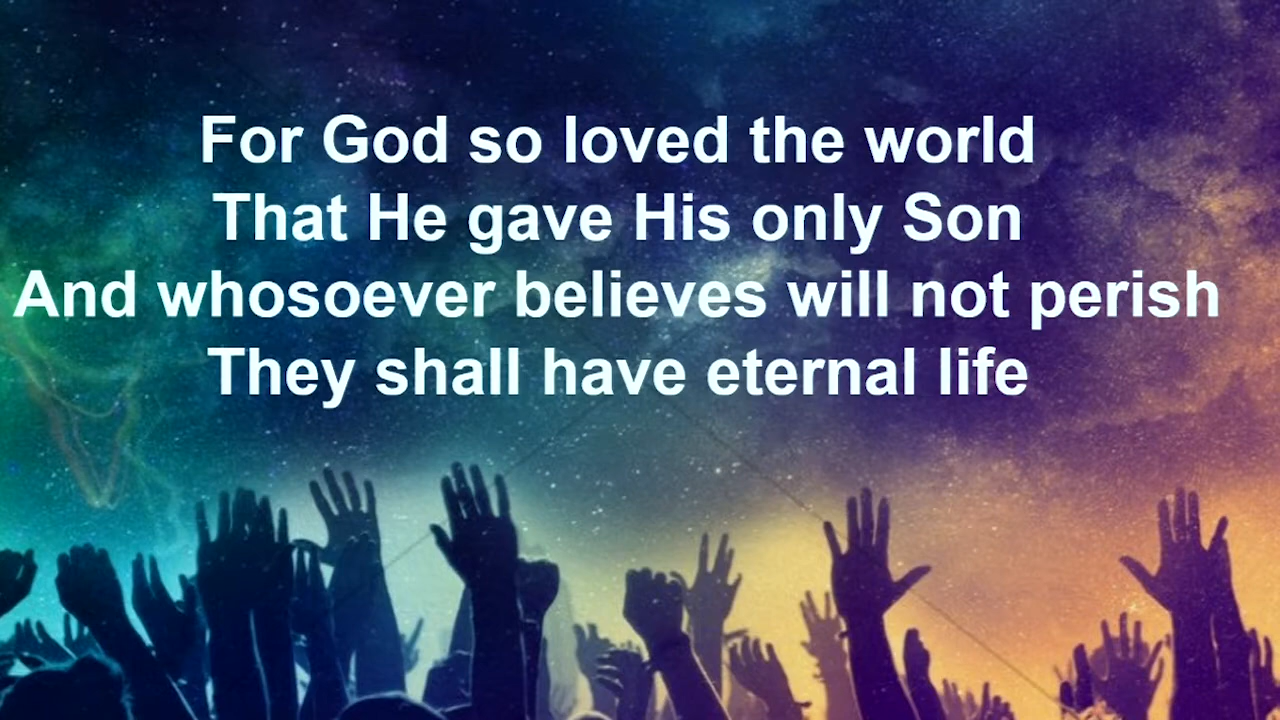 For God so loved the world
That He gave His only Son
And whosoever believes will not perish
They shall have eternal life